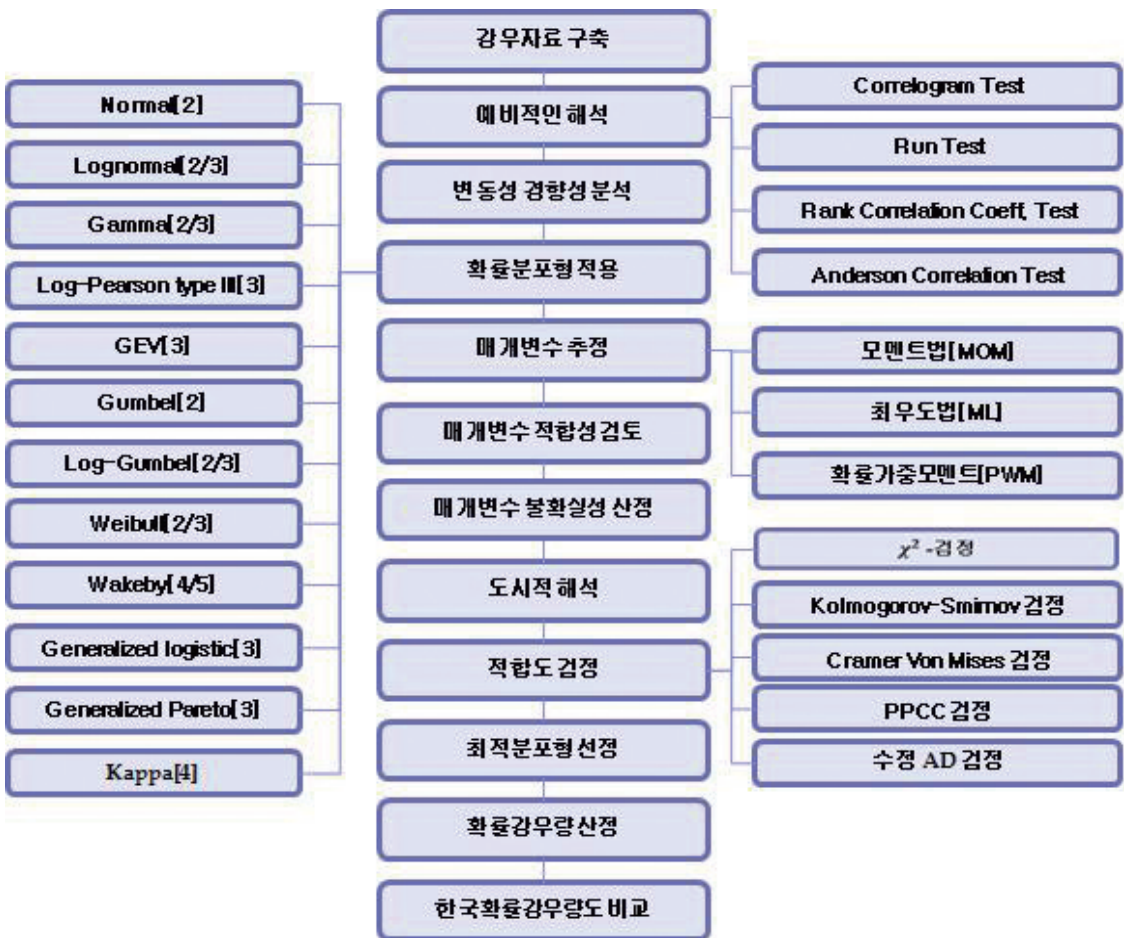 강우자료 구축
예비적인 해석
변동성 경향성 분석
확률분포형 적용
매개변수 추정
매개변수 적합성 검토
매개변수 불확실성 산정
도시적 해석
적합도 검정
최적분포형 선정
확률강우량 산정
한국확률강우량도 비교
Normal[2]
Lognormal[2/3]
Gamma[2/3]
Log-Pearson type III[3]
GEV[3]
Gumbel[2]
Log-Gumbel[2/3]
Weibull[2/3]
Wakeby[4/5]
Generalized logistic[3]
Generalized Pareto[3]
Kappa[4]
Correlogram Test
Run Test
Rank Correlation Coeff, Test
Anderson Correlation Test
모멘트법[MOM]
최우도법[ML]
확률가중모멘트[PWM]
χ² -검정
Kolmogorov-Smirnov 검정
Cramer Von Mises 검정
PPCC 검정
수정 AD 검정